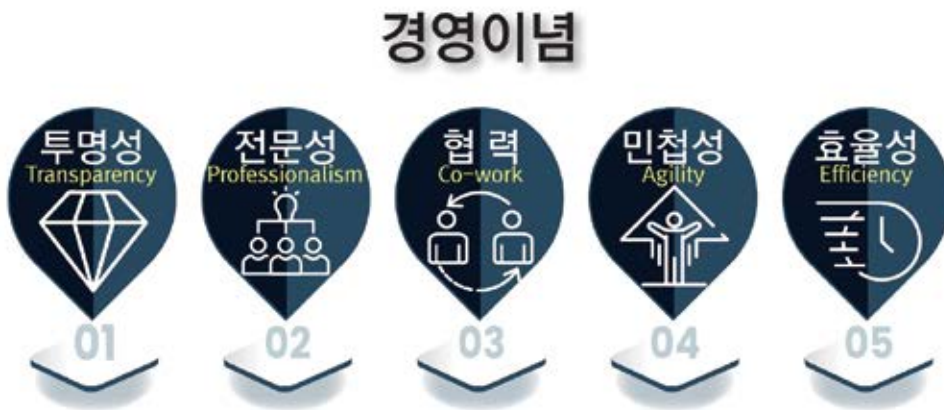 경영이념
투명성
Transparency
01
전문성
Professionalism
02
협 력
Co-work
03
민첩성
Agility
04
효율성
Efficiency
05